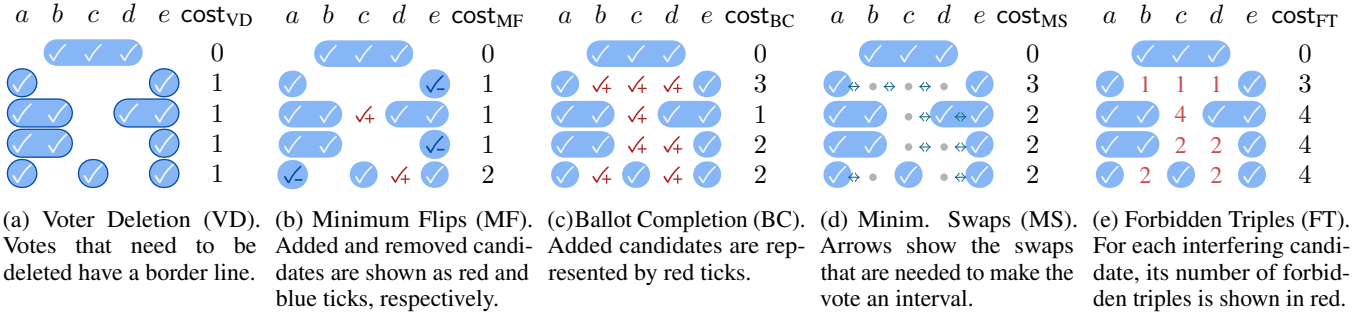 a b c d e cost_VD
0
1
1
1
1
(a) Voter Deletion (VD).
Votes that need to be
deleted have a border line.
a b c d e cost_MF
0
1
1
1
2
(b) Minimum Flips (MF).
Added and removed candi-
dates are shown as red and
blue ticks, respectively.
a b c d e cost_BC
0
3
1
2
2
(c)Ballot Completion (BC).
Added candidates are rep-
resented by red ticks.
a b c d e cost_MS
0
3
2
2
2
(d) Minim. Swaps (MS).
Arrows show the swaps
that are needed to make the
vote an interval.
a b c d e cost_FT
0
1 1 1 3
4 4
2 2 4
2 2 4
(e) Forbidden Triples (FT).
For each interfering candi-
date, its number of forbid-
den triples is shown in red.